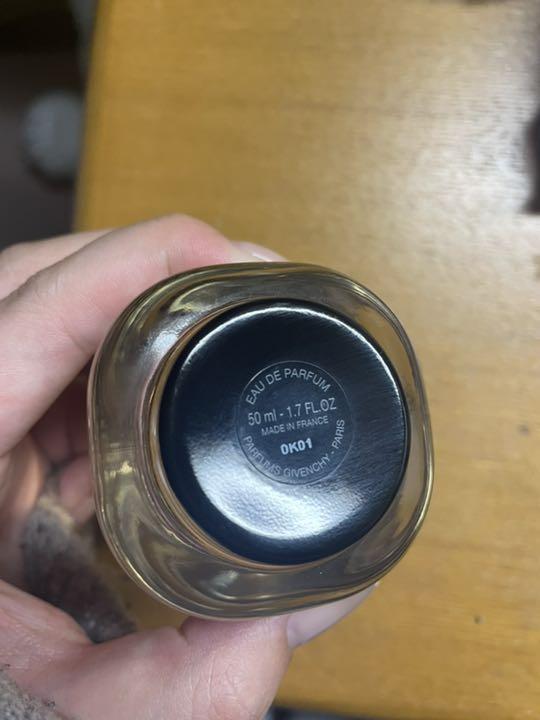 EAU DE PARFUM
50 ml - 1.7 FL.OZ
MADE IN FRANCE
0K01
PARFUMS GIVENCHY - PARIS